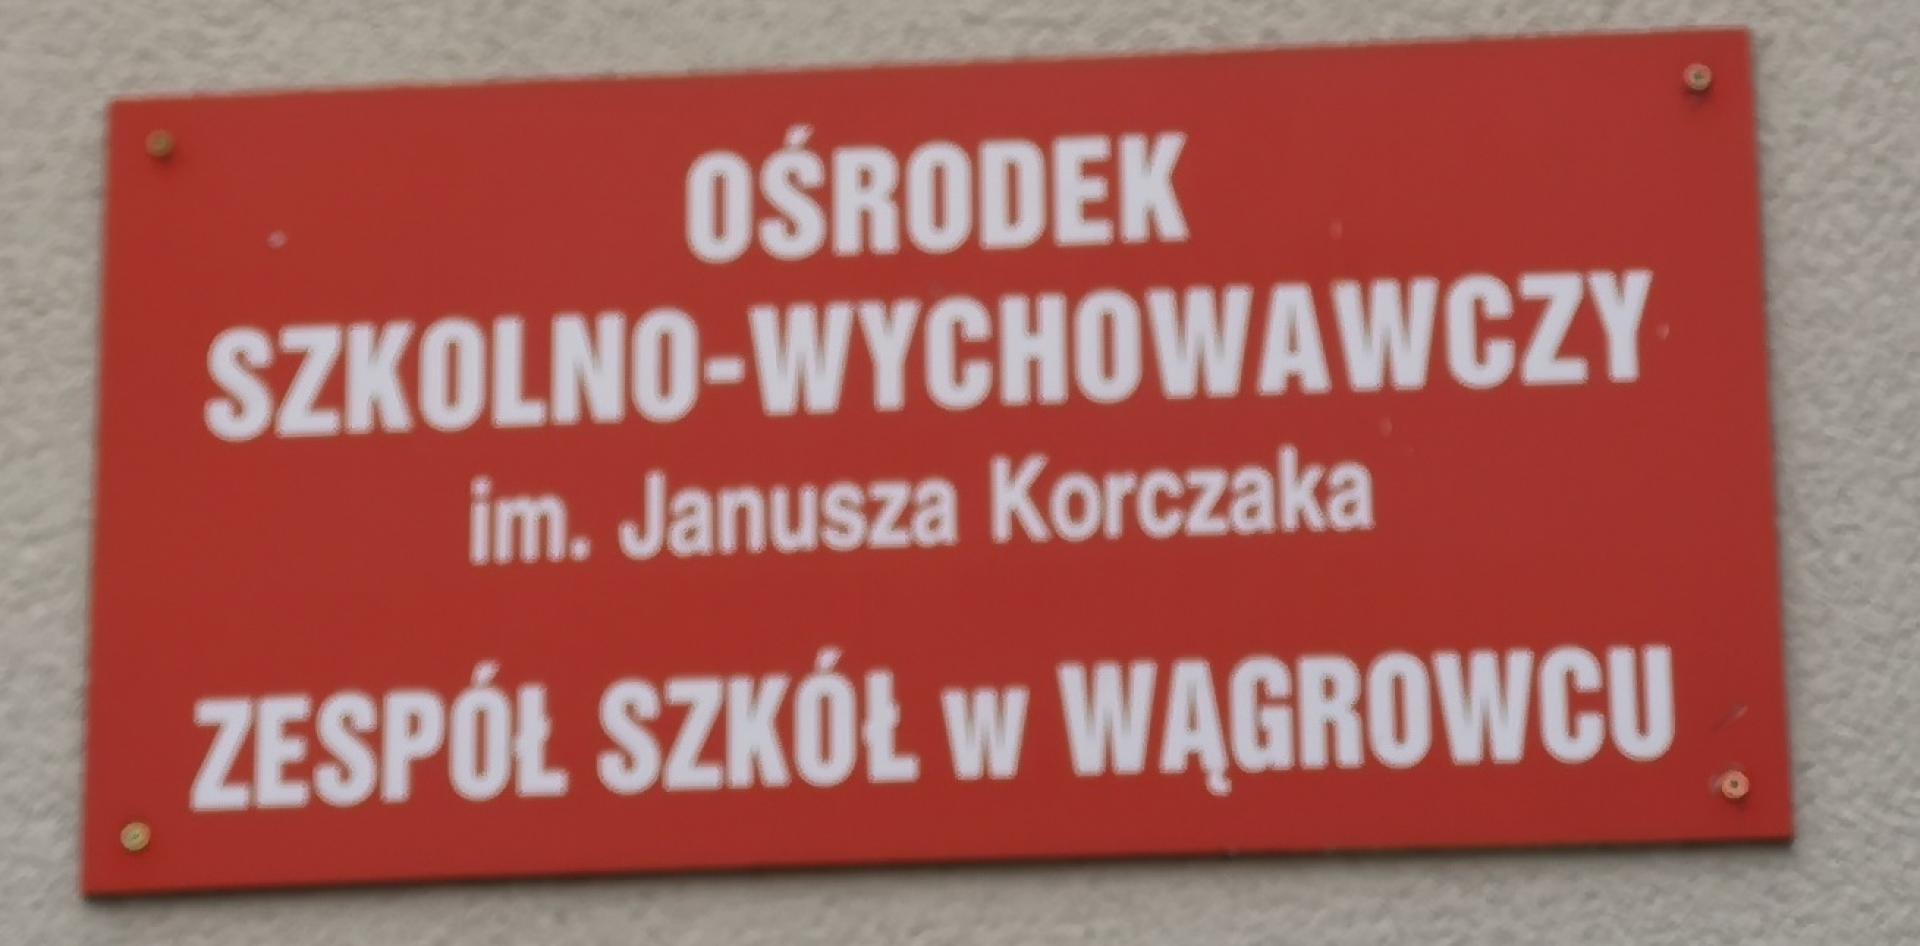 OŚRODEK
SZKOLNO-WYCHOWAWCZY
im. Janusza Korczaka
ZESPÓŁ SZKÓŁ w WĄGROWCU